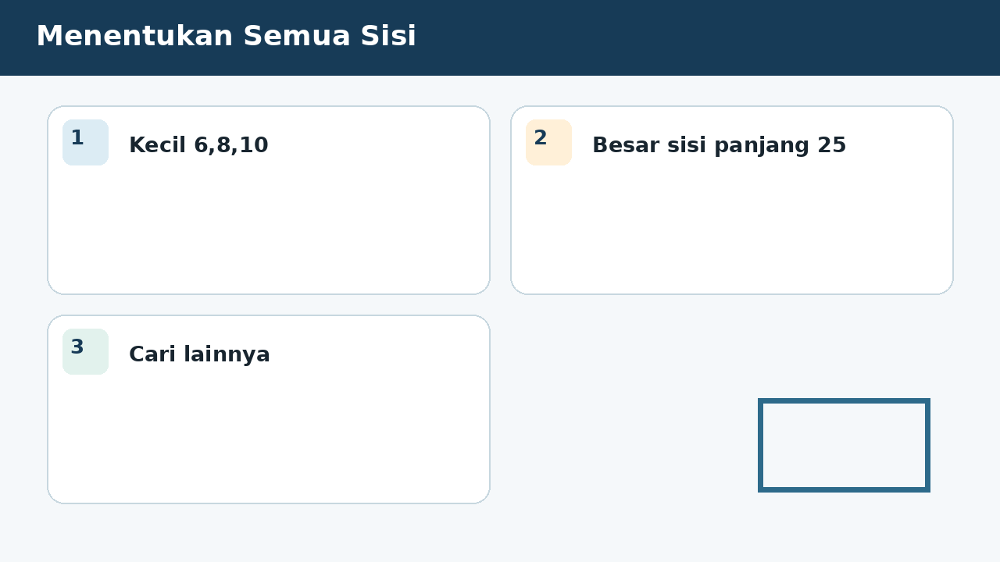 Menentukan Semua Sisi
1
Kecil 6,8,10
2
Besar sisi panjang 25
3
Cari lainnya